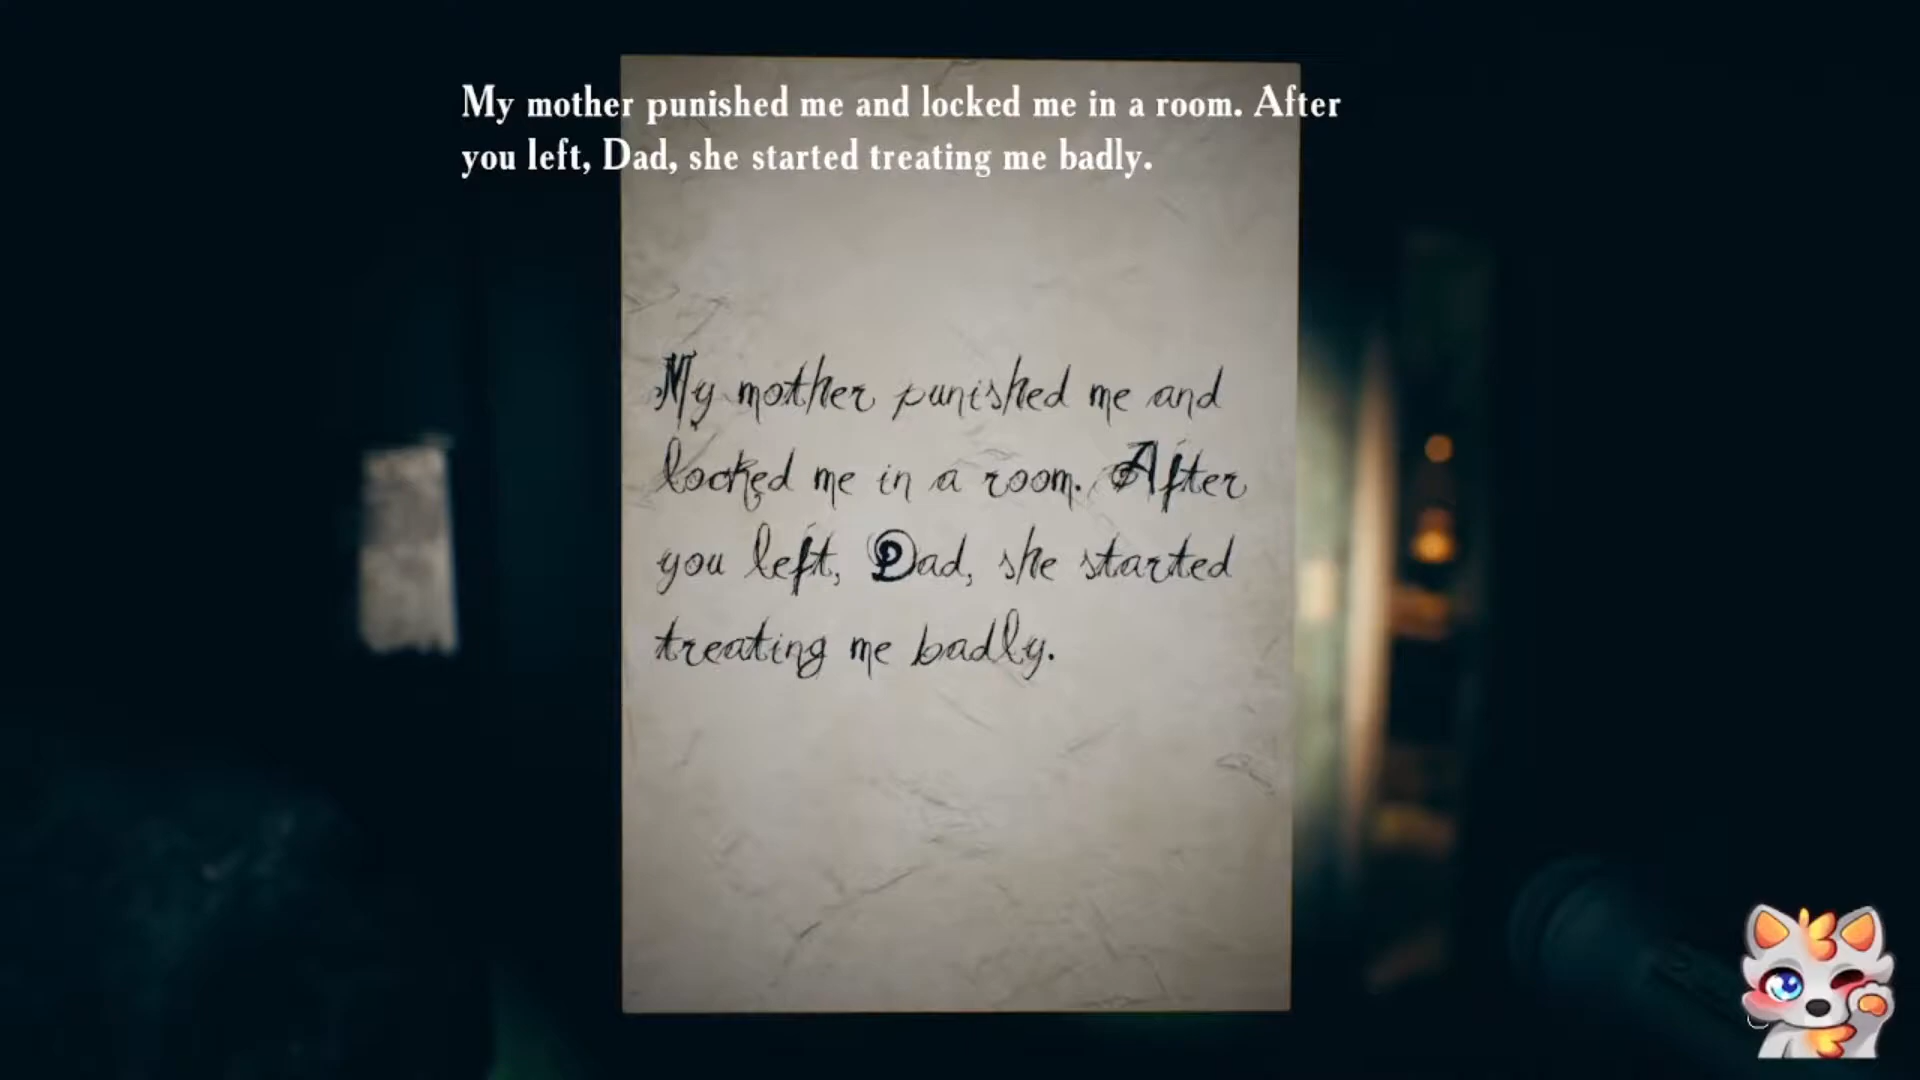 My mother punished me and locked me in a room. After
you left, Dad, she started treating me badly.
My mother punished me and
locked me in a room. After
you left, Dad, she started
treating me badly.